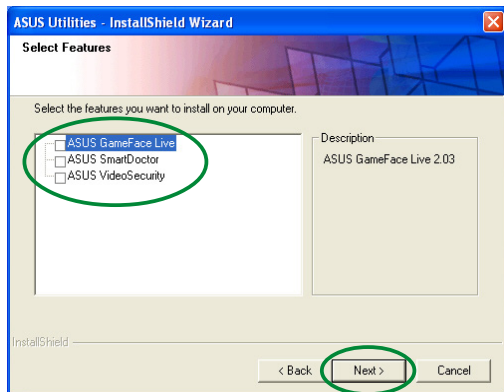 ASUS Utilities - InstallShield Wizard
Select Features
Select the features you want to install on your computer.
ASUS GameFace Live
ASUS SmartDoctor
ASUS VideoSecurity
Description
ASUS GameFace Live 2.03
InstallShield
< Back
Next >
Cancel